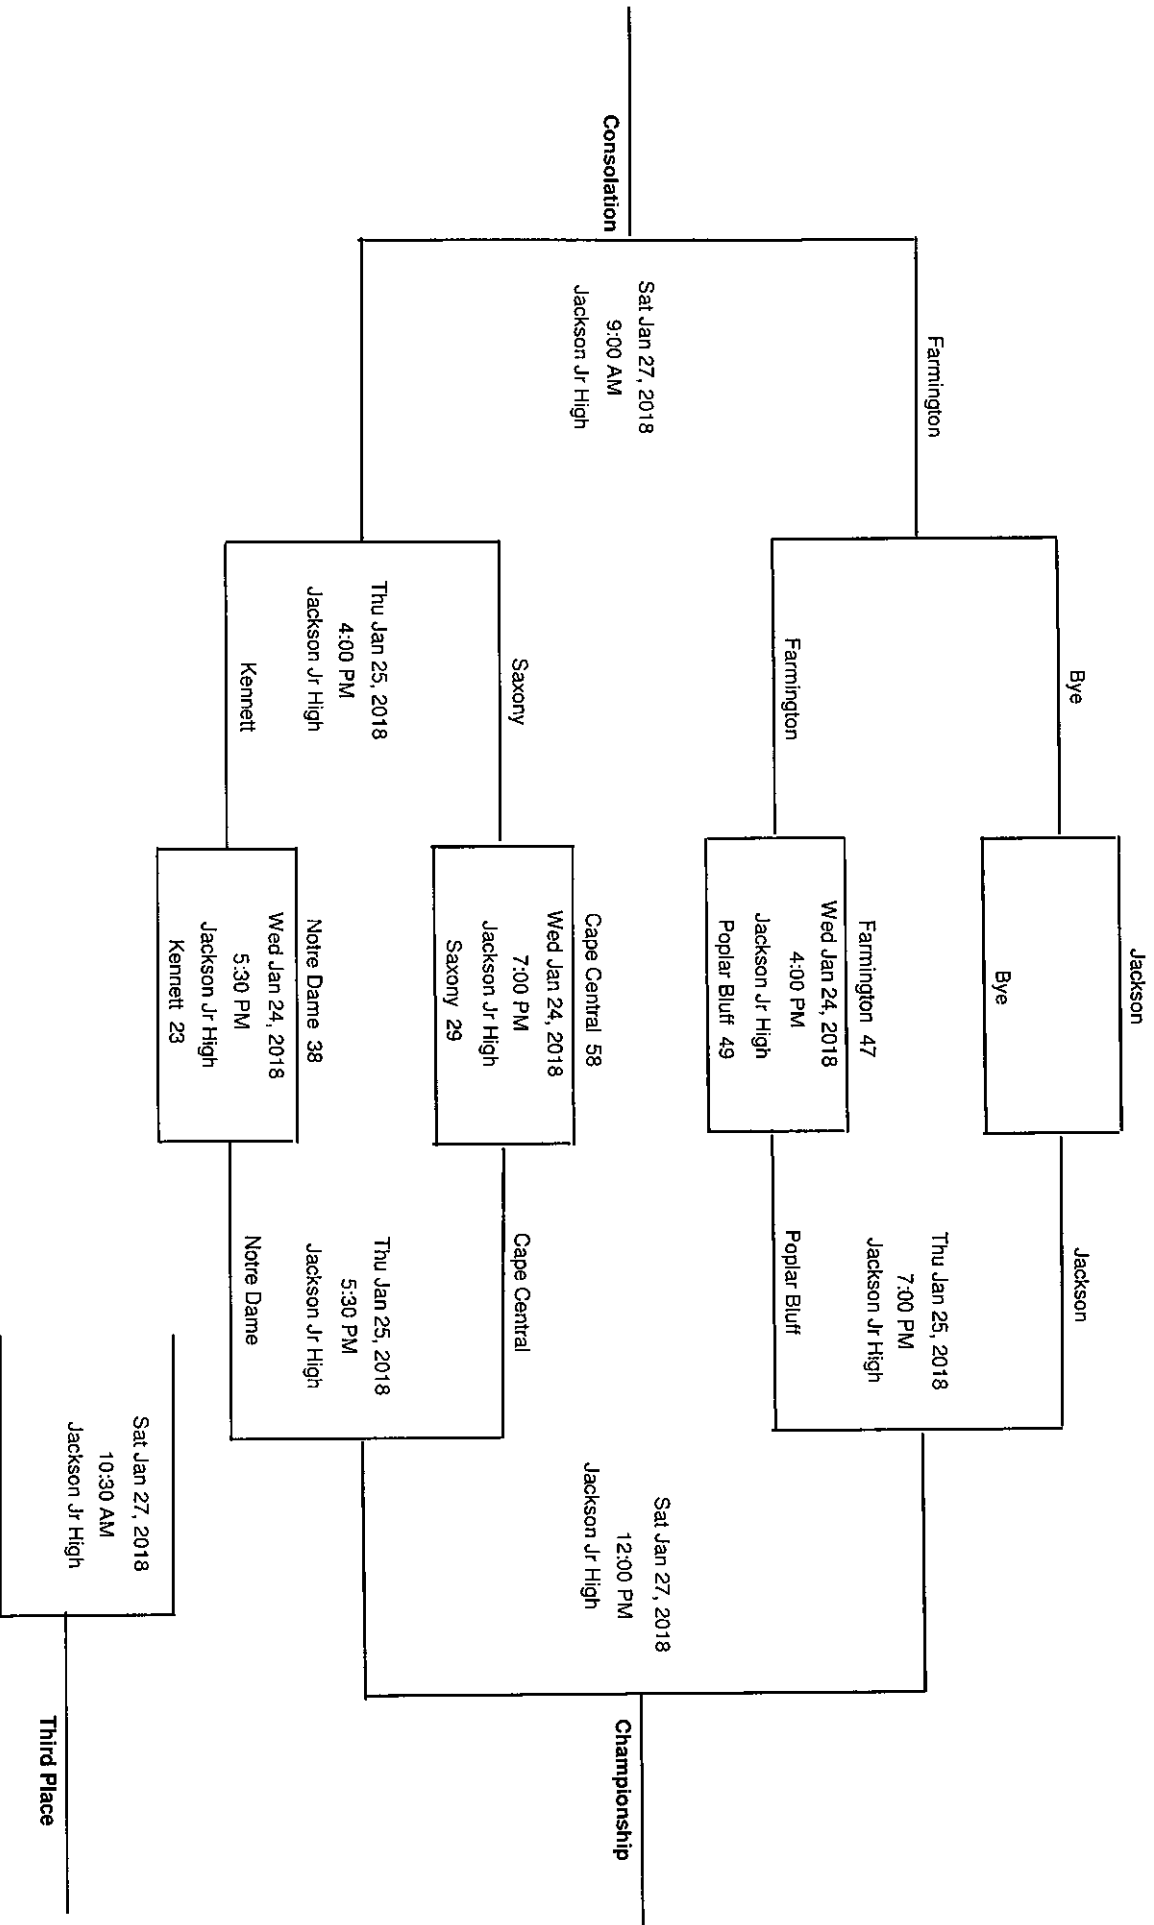 Jackson
Bye
Bye
Jackson
Farmington
Farmington
Farmington 47
Wed Jan 24, 2018
4:00 PM
Jackson Jr High
Poplar Bluff 49
Thu Jan 25, 2018
7:00 PM
Jackson Jr High
Poplar Bluff
Sat Jan 27, 2018
9:00 AM
Jackson Jr High
Consolation
Sat Jan 27, 2018
12:00 PM
Jackson Jr High
Championship
Saxony
Cape Central 58
Wed Jan 24, 2018
7:00 PM
Jackson Jr High
Saxony 29
Cape Central
Thu Jan 25, 2018
4:00 PM
Jackson Jr High
Thu Jan 25, 2018
5:30 PM
Jackson Jr High
Kennett
Notre Dame 38
Wed Jan 24, 2018
5:30 PM
Jackson Jr High
Kennett 23
Notre Dame
Sat Jan 27, 2018
10:30 AM
Jackson Jr High
Third Place